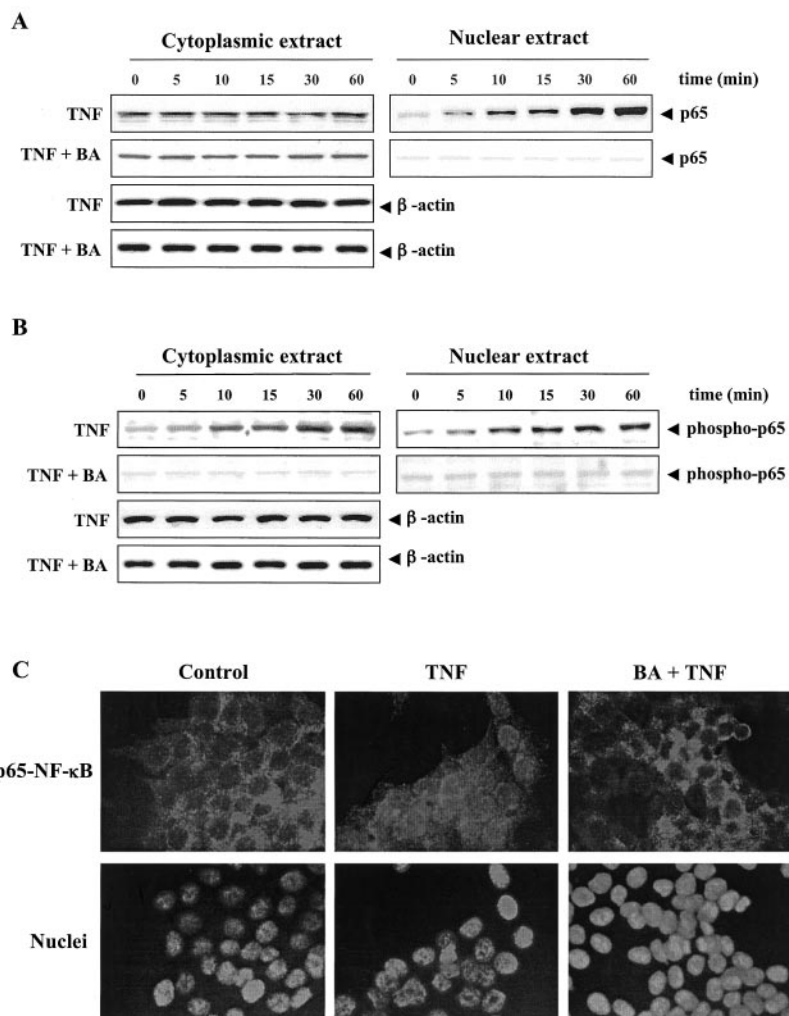 A
Cytoplasmic extract Nuclear extract
0 5 10 15 30 60 0 5 10 15 30 60 time (min)
TNF ◄ p65
TNF + BA ◄ p65
TNF ◄ β -actin
TNF + BA ◄ β -actin
B
Cytoplasmic extract Nuclear extract
0 5 10 15 30 60 0 5 10 15 30 60 time (min)
TNF ◄ phospho-p65
TNF + BA ◄ phospho-p65
TNF ◄ β -actin
TNF + BA ◄ β -actin
C Control TNF BA + TNF
p65-NF-κB
Nuclei